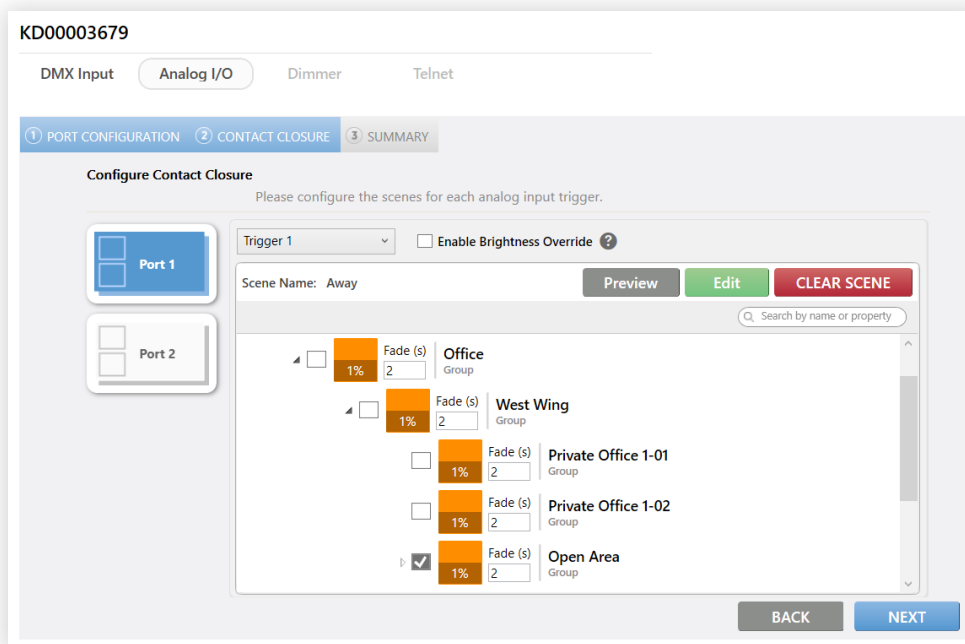 KD00003679
DMX Input Analog I/O Dimmer Telnet
1 PORT CONFIGURATION 2 CONTACT CLOSURE 3 SUMMARY
Configure Contact Closure
Please configure the scenes for each analog input trigger.
Port 1
Port 2
Trigger 1 Enable Brightness Override ?
Scene Name: Away Preview Edit CLEAR SCENE
Search by name or property
Fade (s) Office
1% 2 Group
Fade (s) West Wing
1% 2 Group
Fade (s) Private Office 1-01
1% 2 Group
Fade (s) Private Office 1-02
1% 2 Group
Fade (s) Open Area
1% 2 Group
BACK NEXT